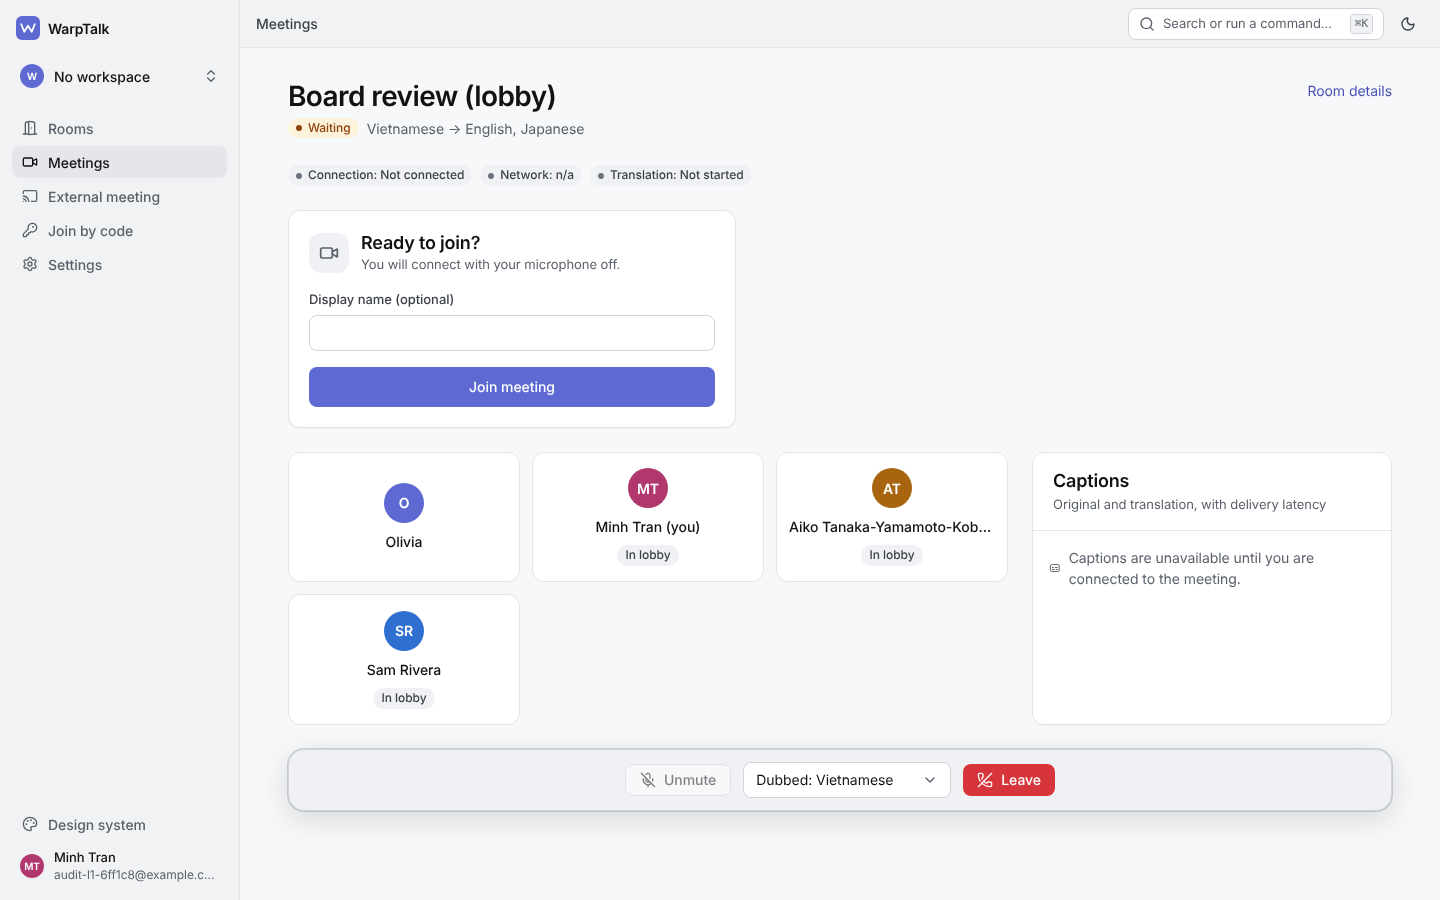 WarpTalk
W
No workspace
Rooms
Meetings
External meeting
Join by code
Settings
Design system
MT
Minh Tran
audit-l1-6ff1c8@example.c...
Meetings
Search or run a command...
⌘K
Board review (lobby)
Room details
Waiting
Vietnamese → English, Japanese
Connection: Not connected
Network: n/a
Translation: Not started
Ready to join?
You will connect with your microphone off.
Display name (optional)
Join meeting
O
Olivia
MT
Minh Tran (you)
In lobby
AT
Aiko Tanaka-Yamamoto-Kob...
In lobby
SR
Sam Rivera
In lobby
Captions
Original and translation, with delivery latency
Captions are unavailable until you are
connected to the meeting.
Unmute
Dubbed: Vietnamese
Leave